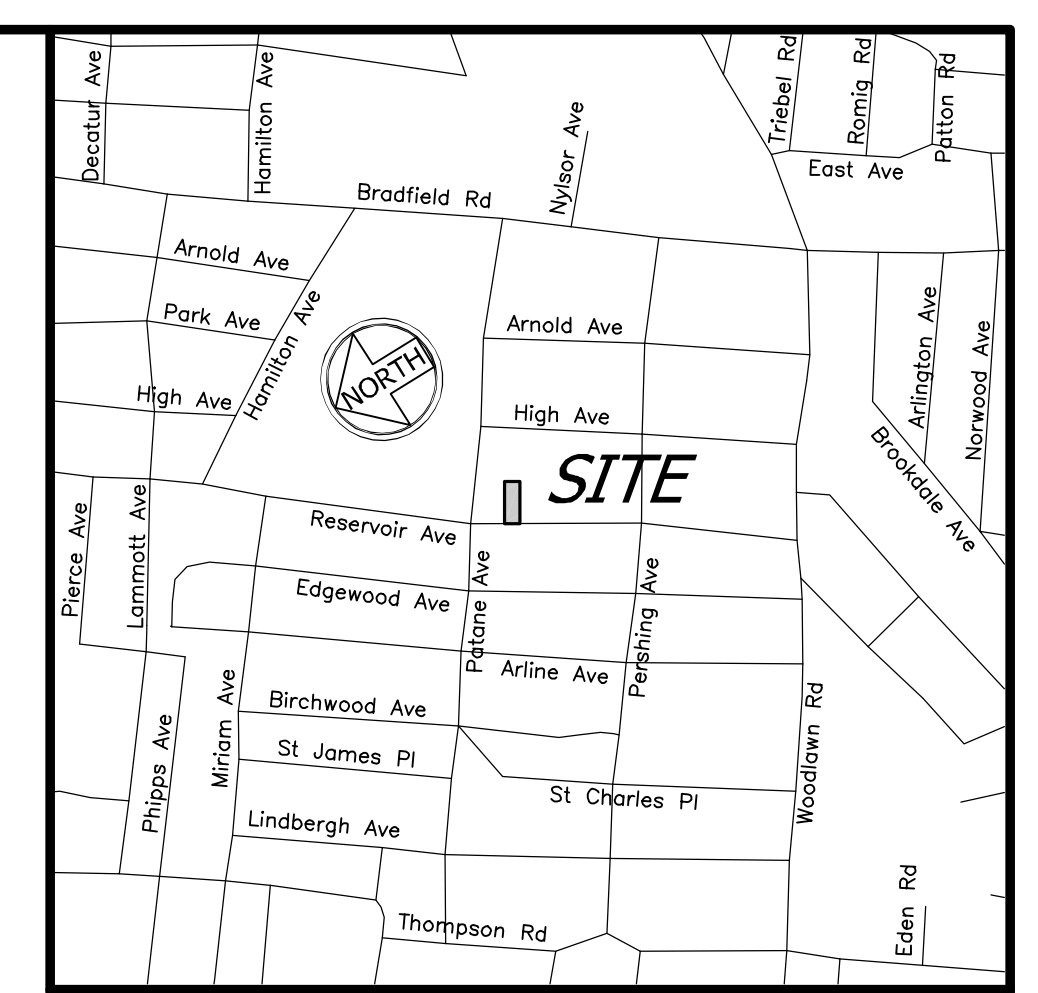 Decatur Ave
Hamilton Ave
Triebel Rd
Romig Rd
Patton Rd
Nylsor Ave
East Ave
Bradfield Rd
Arnold Ave
Park Ave
Hamilton Ave
High Ave
NORTH
Arnold Ave
High Ave
Arlington Ave
Norwood Ave
Brookdale Ave
SITE
Reservoir Ave
Pierce Ave
Lammott Ave
Edgewood Ave
Patane Ave
Pershing Ave
Arline Ave
Miriam Ave
Birchwood Ave
Woodlawn Rd
Phipps Ave
St James Pl
St Charles Pl
Lindbergh Ave
Thompson Rd
Eden Rd